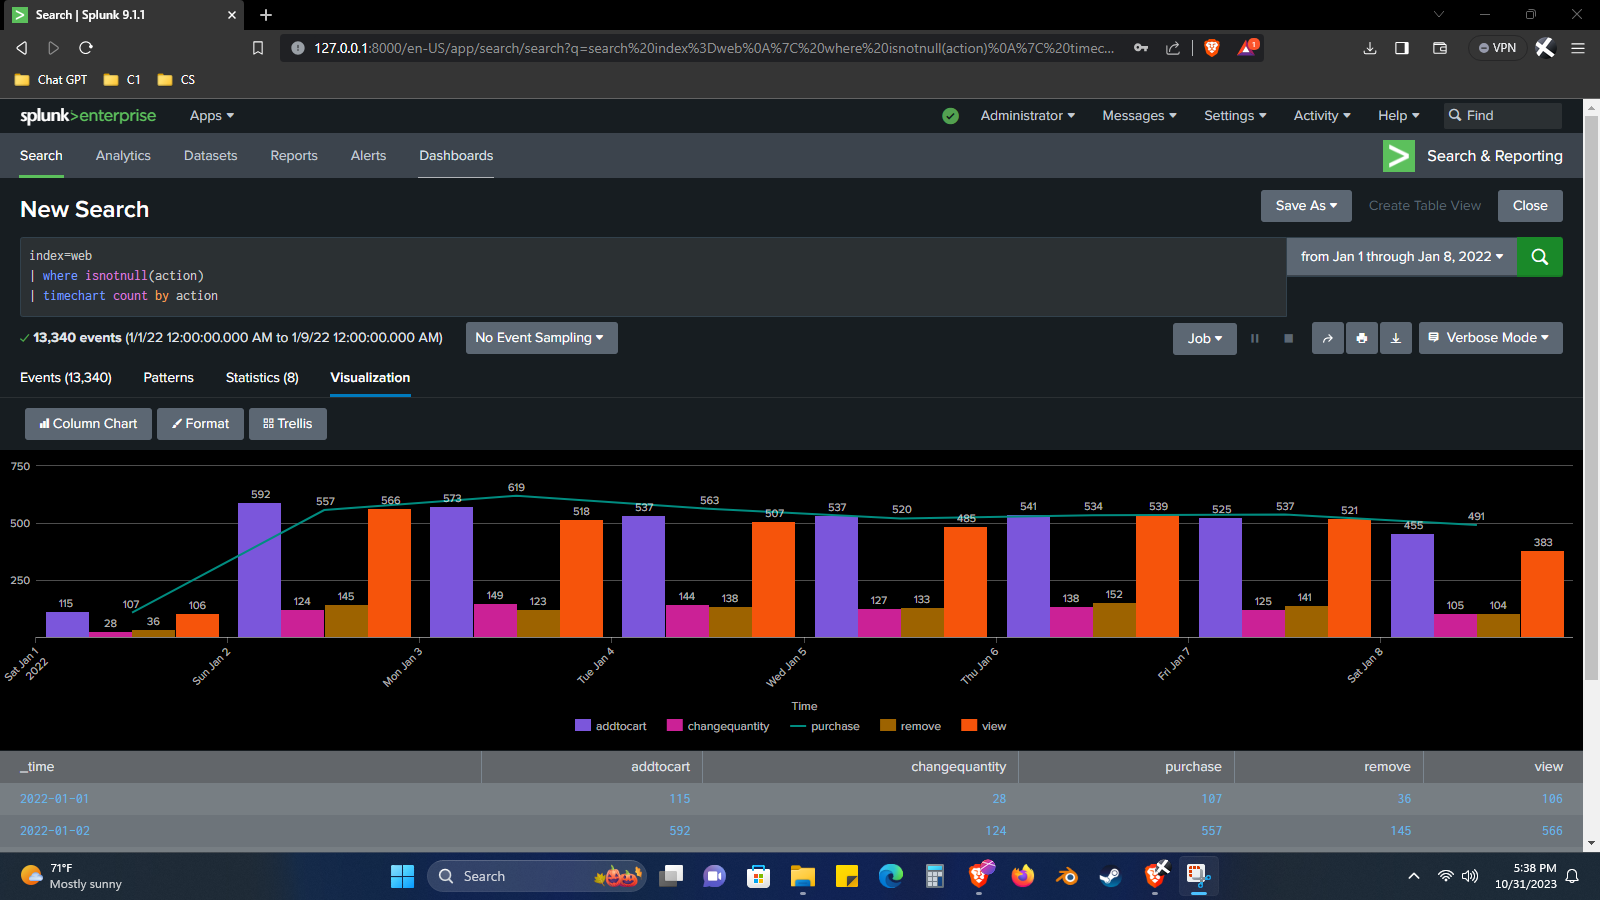 Search | Splunk 9.1.1
127.0.0.1:8000/en-US/app/search/search?q=search%20index%3Dweb%0A%7C%20where%20isnotnull(action)%0A%7C%20timec...
1
VPN
Chat GPT
C1
CS
splunk>enterprise
Apps
Administrator
Messages
Settings
Activity
Help
Find
Search
Analytics
Datasets
Reports
Alerts
Dashboards
Search & Reporting
New Search
Save As
Create Table View
Close
index=web
| where isnotnull(action)
| timechart count by action
from Jan 1 through Jan 8, 2022
13,340 events (1/1/22 12:00:00.000 AM to 1/9/22 12:00:00.000 AM)
No Event Sampling
Job
Verbose Mode
Events (13,340)
Patterns
Statistics (8)
Visualization
Column Chart
Format
Trellis
750
500
250
115
28
107
36
106
592
124
557
145
566
573
149
619
123
518
537
144
563
138
507
537
127
520
133
485
541
138
534
152
539
525
125
537
141
521
455
105
491
104
383
Sat Jan 1
2022
Sun Jan 2
Mon Jan 3
Tue Jan 4
Wed Jan 5
Thu Jan 6
Fri Jan 7
Sat Jan 8
Time
addtocart
changequantity
purchase
remove
view
_time addtocart changequantity purchase remove view
2022-01-01 115 28 107 36 106
2022-01-02 592 124 557 145 566
71°F
Mostly sunny
Search
5:38 PM
10/31/2023